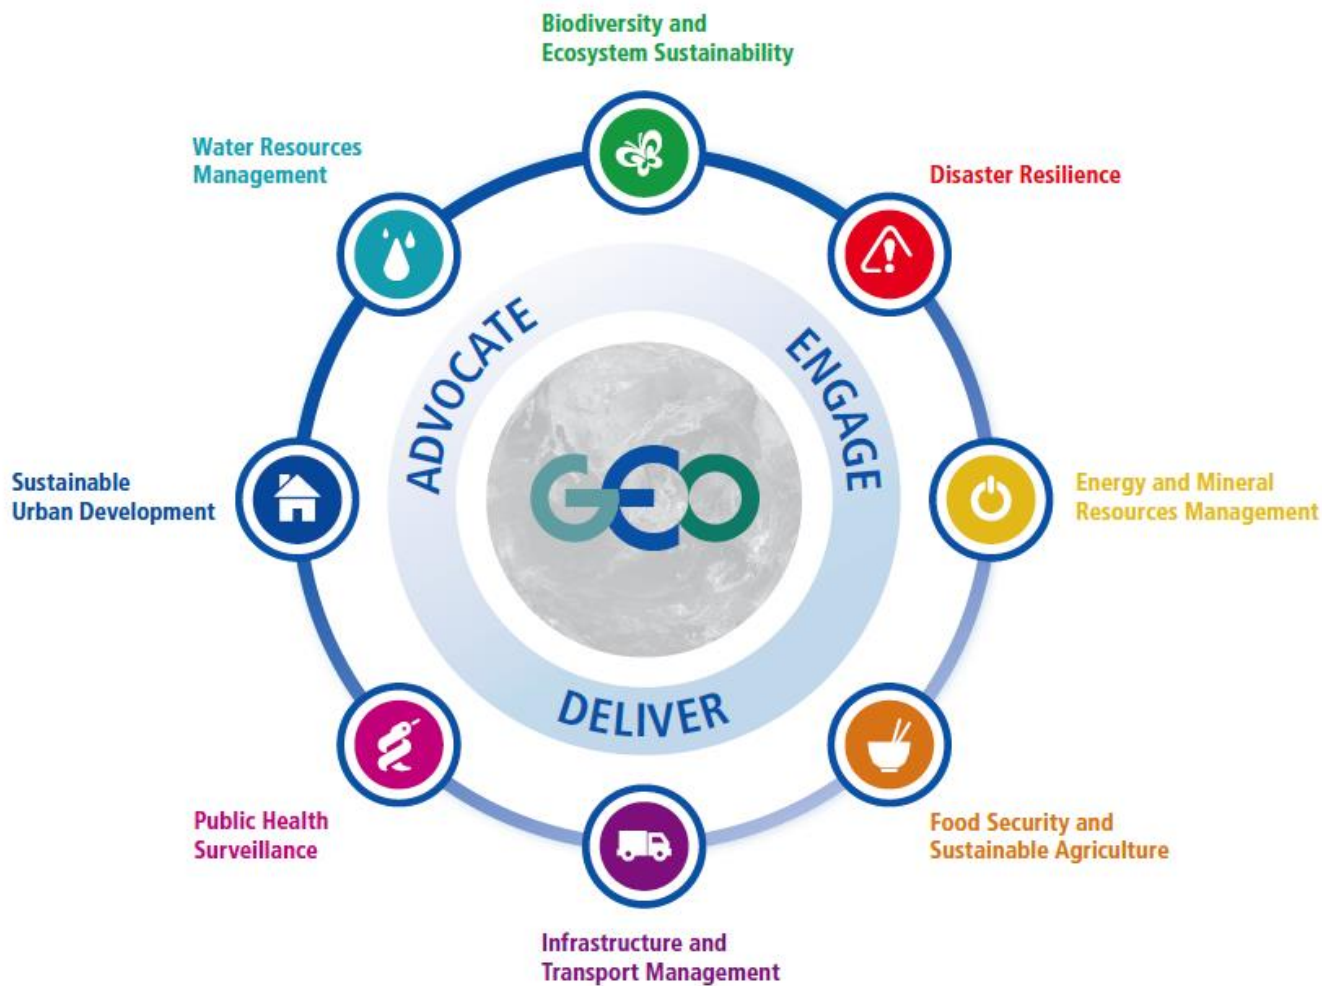 Biodiversity and
Ecosystem Sustainability
Water Resources
Management
Disaster Resilience
ADVOCATE
ENGAGE
GEO
Sustainable
Urban Development
Energy and Mineral
Resources Management
DELIVER
Public Health
Surveillance
Food Security and
Sustainable Agriculture
Infrastructure and
Transport Management